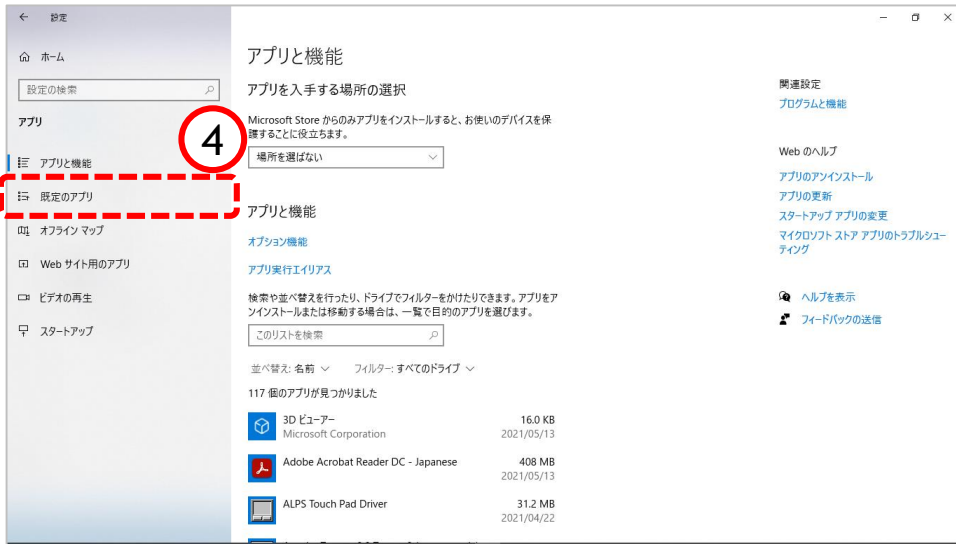 設定
ホーム
設定の検索
アプリ
4
アプリと機能
既定のアプリ
オフライン マップ
Web サイト用のアプリ
ビデオの再生
スタートアップ
アプリと機能
アプリを入手する場所の選択
Microsoft Store からのみアプリをインストールすると、お使いのデバイスを保
護することに役立ちます。
場所を選ばない
アプリと機能
オプション機能
アプリ実行エイリアス
検索や並べ替えを行ったり、ドライブでフィルターをかけたりできます。アプリをア
ンインストールまたは移動する場合は、一覧で目的のアプリを選びます。
このリストを検索
並べ替え: 名前 フィルター: すべてのドライブ
117 個のアプリが見つかりました
3D ビューアー 16.0 KB
Microsoft Corporation 2021/05/13
Adobe Acrobat Reader DC - Japanese 408 MB
2021/05/13
ALPS Touch Pad Driver 31.2 MB
2021/04/22
関連設定
プログラムと機能
Web のヘルプ
アプリのアンインストール
アプリの更新
スタートアップ アプリの変更
マイクロソフト ストア アプリのトラブルシュー
ティング
ヘルプを表示
フィードバックの送信